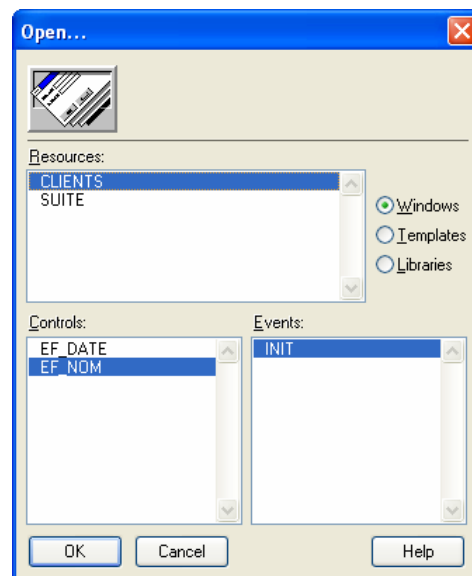 Open...
Resources:
CLIENTS
SUITE
Windows
Templates
Libraries
Controls:
Events:
EF_DATE
EF_NOM
INIT
OK
Cancel
Help